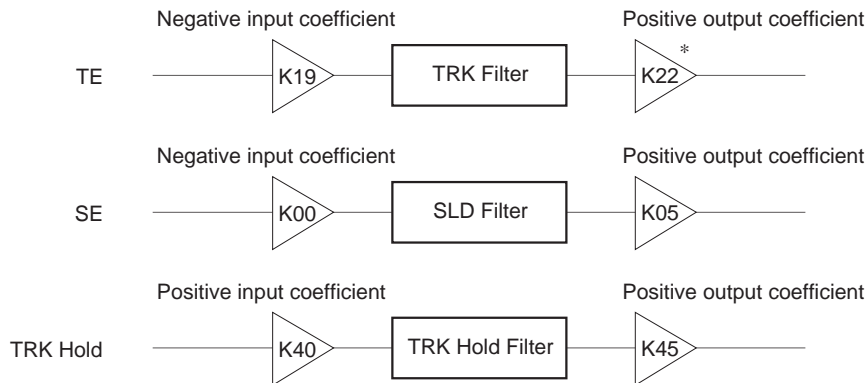 Negative input coefficient Positive output coefficient
TE K19 TRK Filter K22 *
Negative input coefficient Positive output coefficient
SE K00 SLD Filter K05
Positive input coefficient Positive output coefficient
TRK Hold K40 TRK Hold Filter K45